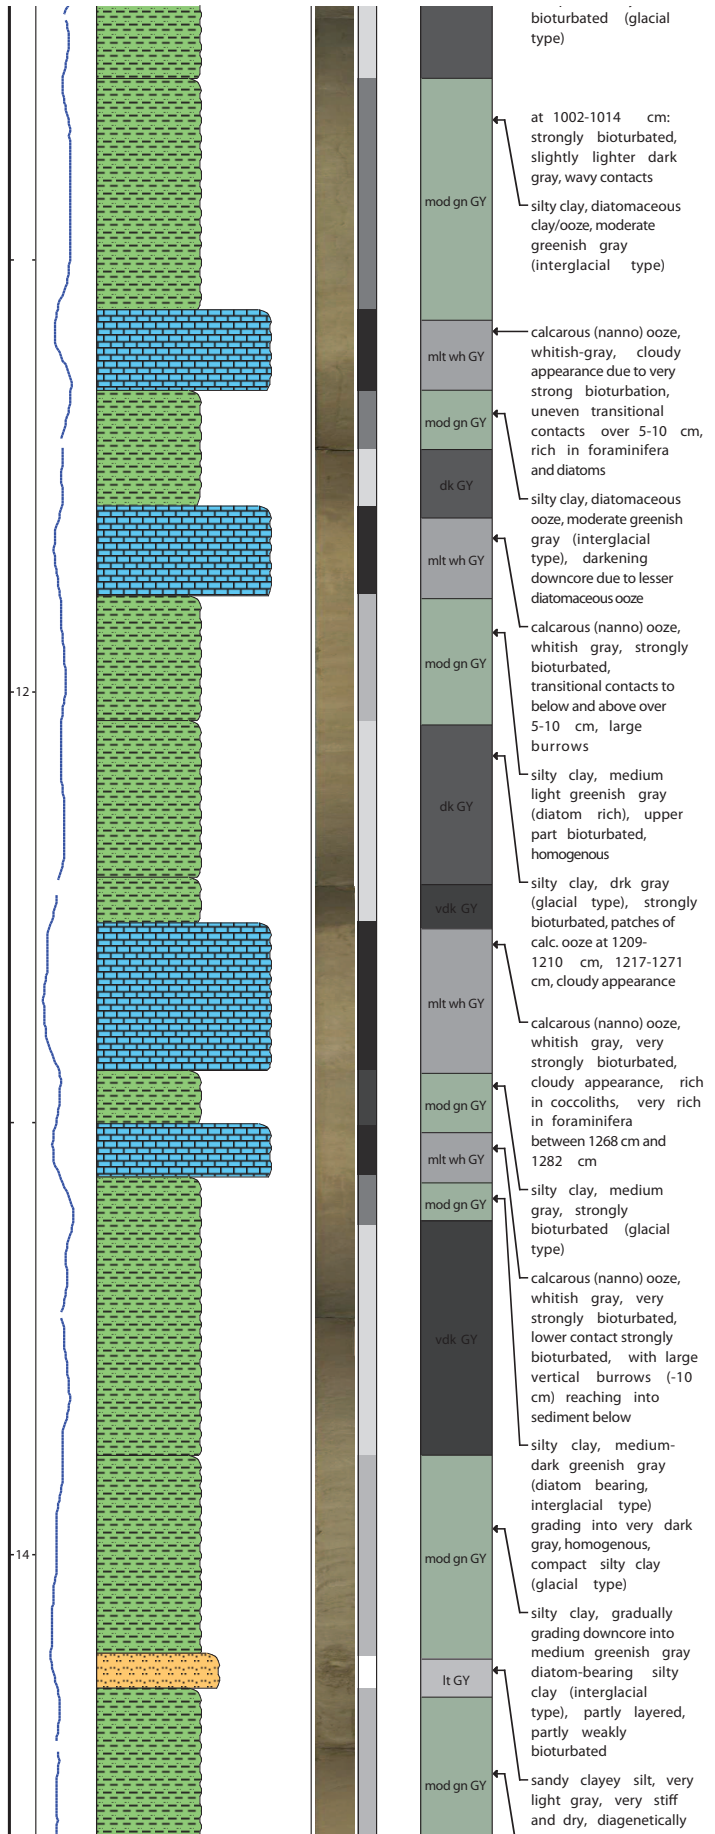 bioturbated (glacial
type)
at 1002-1014 cm:
strongly bioturbated,
slightly lighter dark
gray, wavy contacts
mod gn GY
silty clay, diatomaceous
clay/ooze, moderate
greenish gray
(interglacial type)
calcarous (nanno) ooze,
whitish-gray, cloudy
appearance due to very
strong bioturbation,
uneven transitional
contacts over 5-10 cm,
rich in foraminifera
and diatoms
mlt wh GY
mod gn GY
dk GY
silty clay, diatomaceous
ooze, moderate greenish
gray (interglacial
type), darkening
downcore due to lesser
diatomaceous ooze
mlt wh GY
calcarous (nanno) ooze,
whitish gray, strongly
bioturbated,
transitional contacts to
below and above over
5-10 cm, large
burrows
mod gn GY
12
silty clay, medium
light greenish gray
(diatom rich), upper
part bioturbated,
homogenous
dk GY
silty clay, drk gray
(glacial type), strongly
bioturbated, patches of
calc. ooze at 1209-
1210 cm, 1217-1271
cm, cloudy appearance
vdk GY
mlt wh GY
calcarous (nanno) ooze,
whitish gray, very
strongly bioturbated,
cloudy appearance, rich
in coccoliths, very rich
in foraminifera
between 1268 cm and
1282 cm
mod gn GY
mlt wh GY
silty clay, medium
gray, strongly
bioturbated (glacial
type)
mod gn GY
calcarous (nanno) ooze,
whitish gray, very
strongly bioturbated,
lower contact strongly
bioturbated, with large
vertical burrows (-10
cm) reaching into
sediment below
vdk GY
silty clay, medium-
dark greenish gray
(diatom bearing,
interglacial type)
grading into very dark
gray, homogenous,
compact silty clay
(glacial type)
14
mod gn GY
silty clay, gradually
grading downcore into
medium greenish gray
diatom-bearing silty
clay (interglacial
type), partly layered,
partly weakly
bioturbated
lt GY
mod gn GY
sandy clayey silt, very
light gray, very stiff
and dry, diagenetically